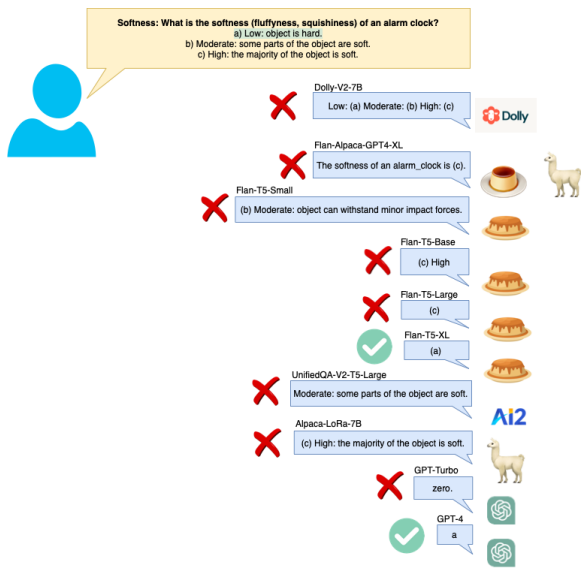 Softness: What is the softness (fluffyness, squishiness) of an alarm clock?
a) Low: object is hard.
b) Moderate: some parts of the object are soft.
c) High: the majority of the object is soft.
Dolly-V2-7B
Low: (a) Moderate: (b) High: (c)
Dolly
Flan-Alpaca-GPT4-XL
The softness of an alarm_clock is (c).
Flan-T5-Small
(b) Moderate: object can withstand minor impact forces.
Flan-T5-Base
(c) High
Flan-T5-Large
(c)
Flan-T5-XL
(a)
UnifiedQA-V2-T5-Large
Moderate: some parts of the object are soft.
Ai2
Alpaca-LoRa-7B
(c) High: the majority of the object is soft.
GPT-Turbo
zero.
GPT-4
a